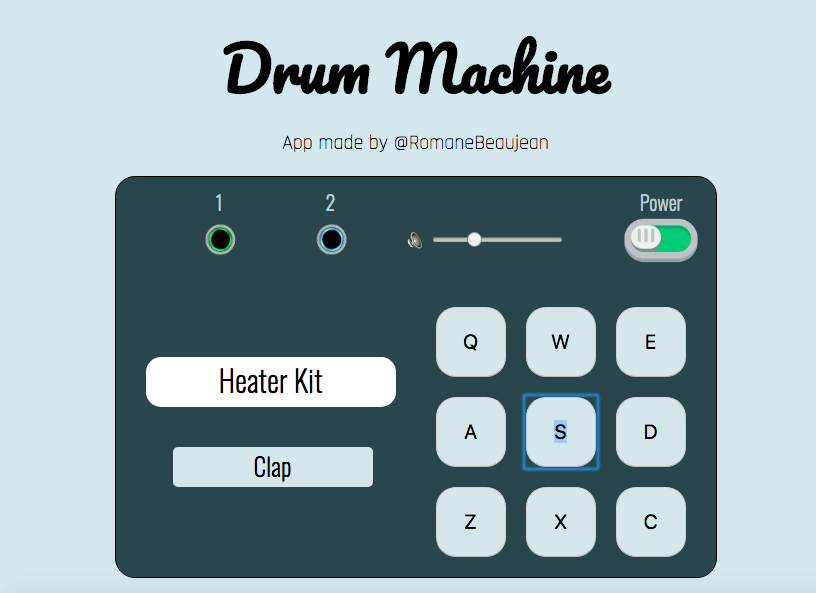 Drum Machine
App made by @RomaneBeaujean
1 2 Power
Q W E
Heater Kit
A S D
Clap
Z X C